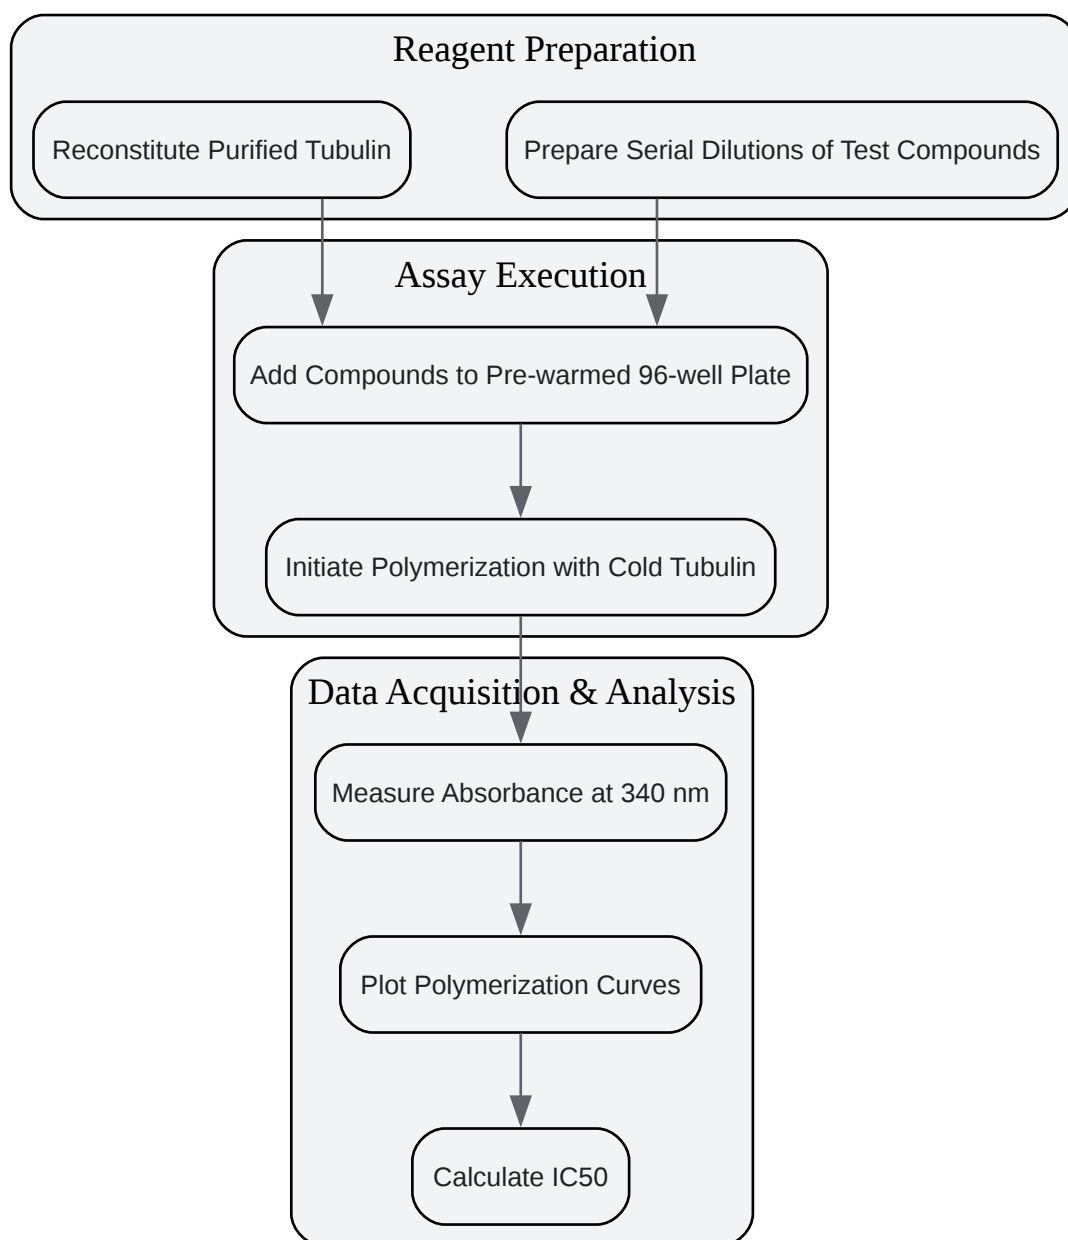 Reagent Preparation
Reconstitute Purified Tubulin
Prepare Serial Dilutions of Test Compounds
Assay Execution
Add Compounds to Pre-warmed 96-well Plate
Initiate Polymerization with Cold Tubulin
Data Acquisition & Analysis
Measure Absorbance at 340 nm
Plot Polymerization Curves
Calculate IC50